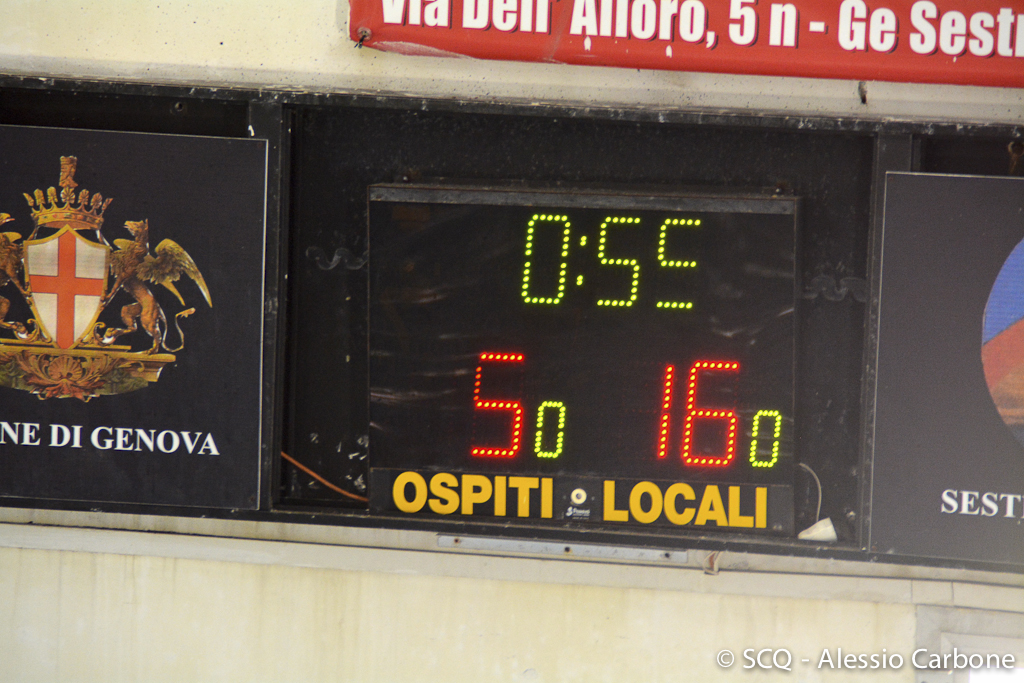 Via Dell' Alloro, 5 n - Ge Sestr
0:55
5 0 16 0
OSPITI LOCALI
NE DI GENOVA
SEST
© SCQ - Alessio Carbone